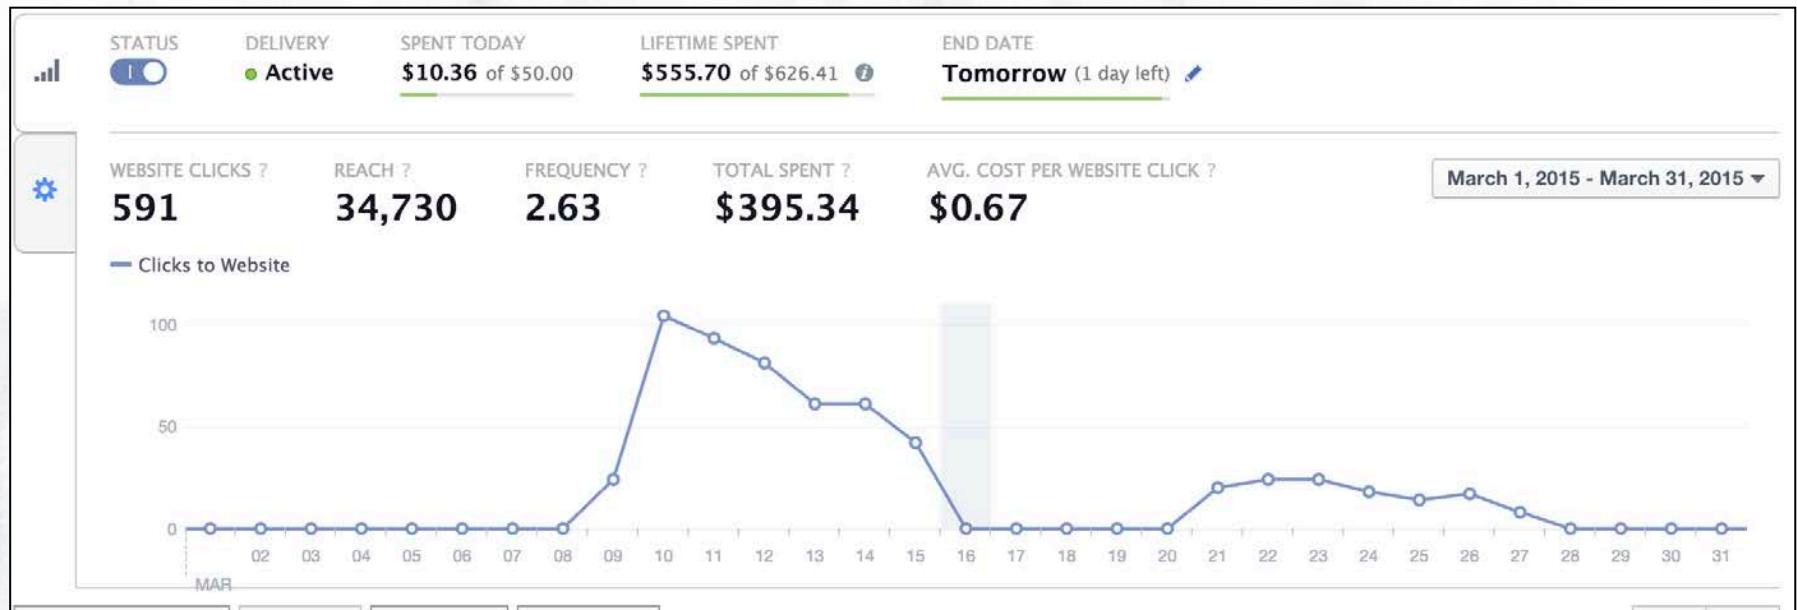 STATUS DELIVERY SPENT TODAY LIFETIME SPENT END DATE
Active $10.36 of $50.00 $555.70 of $626.41 Tomorrow (1 day left)
WEBSITE CLICKS ? REACH ? FREQUENCY ? TOTAL SPENT ? AVG. COST PER WEBSITE CLICK ?
591 34,730 2.63 $395.34 $0.67 March 1, 2015 - March 31, 2015
Clicks to Website
100
50
0
02 03 04 05 06 07 08 09 10 11 12 13 14 15 16 17 18 19 20 21 22 23 24 25 26 27 28 29 30 31
MAR